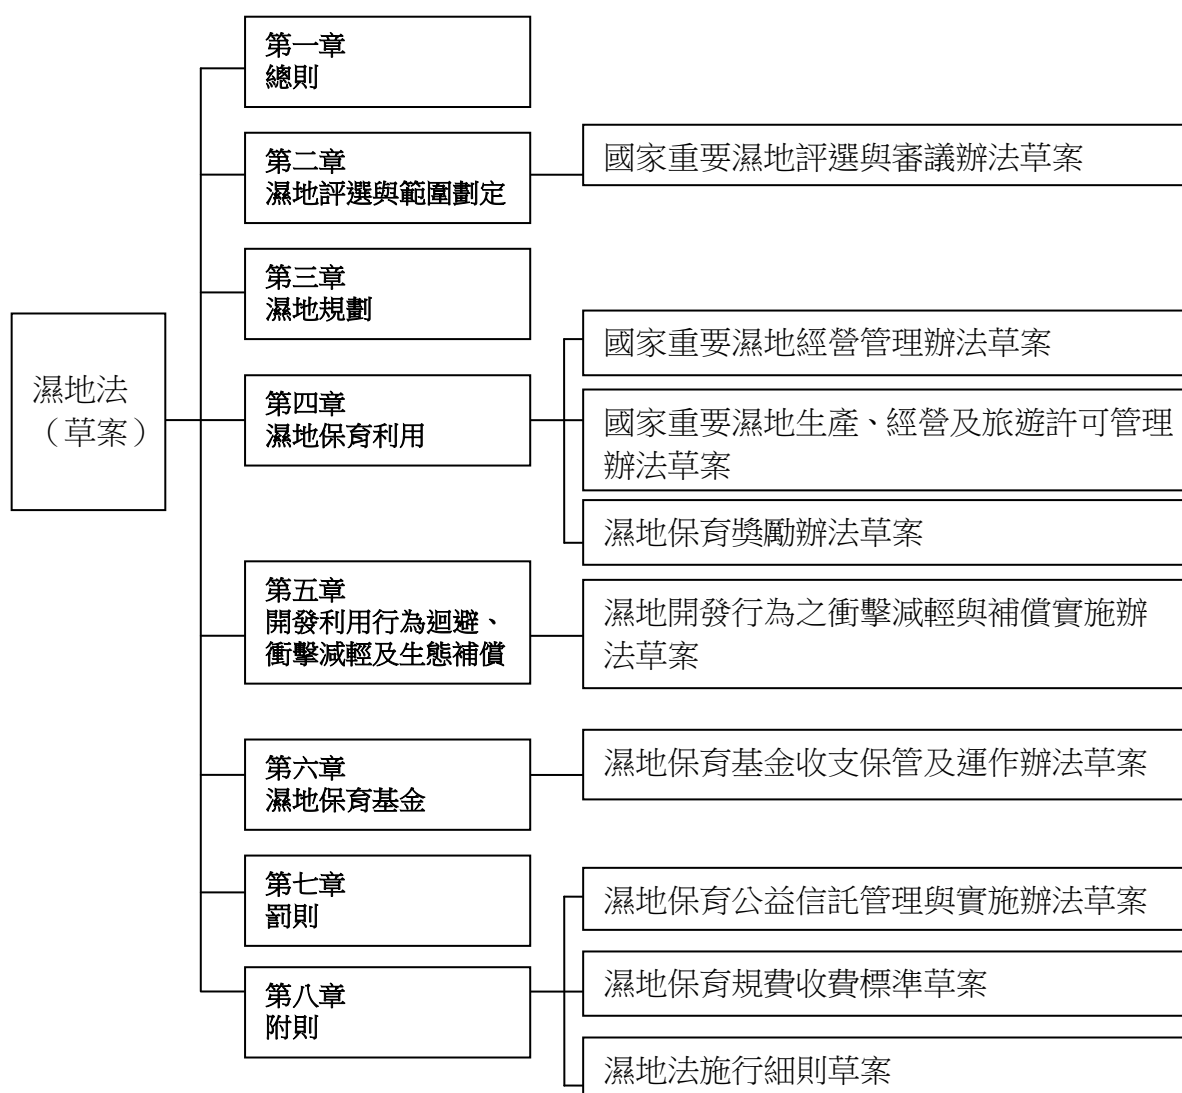 濕地法
（草案）
第一章
總則
第二章
濕地評選與範圍劃定
國家重要濕地評選與審議辦法草案
第三章
濕地規劃
第四章
濕地保育利用
國家重要濕地經營管理辦法草案
國家重要濕地生產、經營及旅遊許可管理
辦法草案
濕地保育獎勵辦法草案
第五章
開發利用行為迴避、
衝擊減輕及生態補償
濕地開發行為之衝擊減輕與補償實施辦
法草案
第六章
濕地保育基金
濕地保育基金收支保管及運作辦法草案
第七章
罰則
第八章
附則
濕地保育公益信託管理與實施辦法草案
濕地保育規費收費標準草案
濕地法施行細則草案